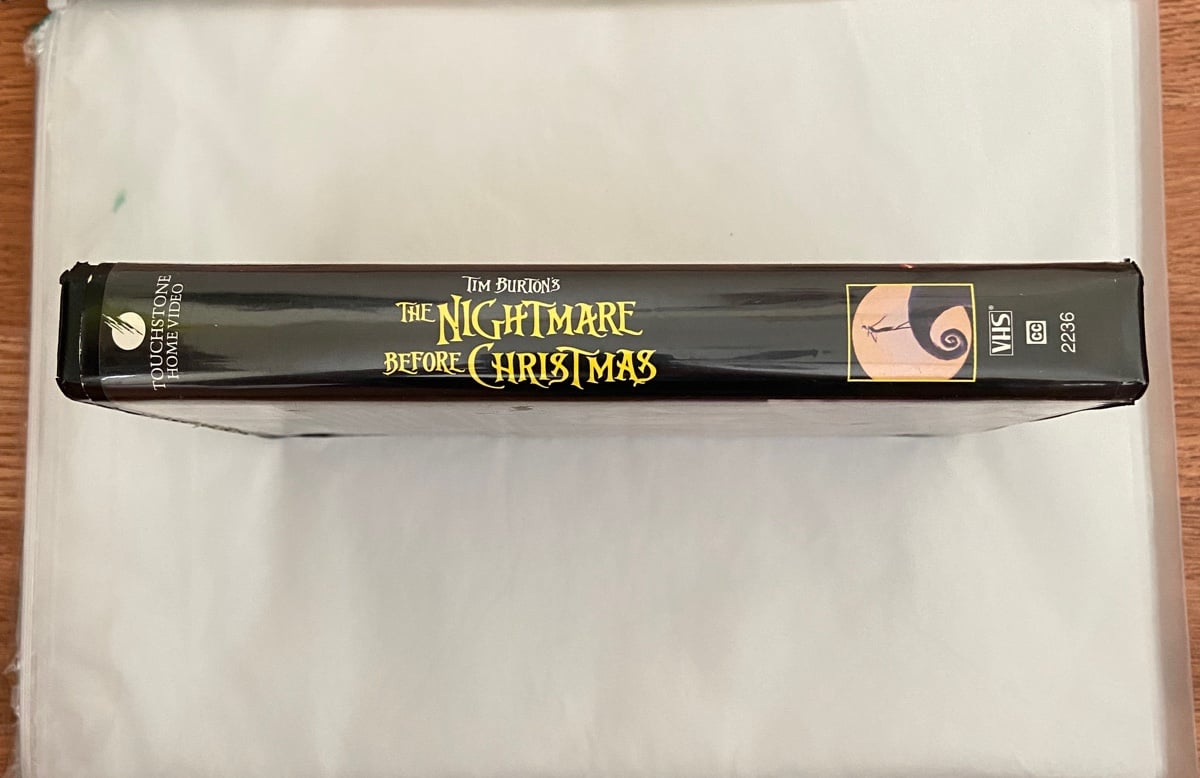 TOUCHSTONE
HOME VIDEO
TIM BURTON'S
THE NIGHTMARE
BEFORE CHRISTMAS
VHS®
CC
2236